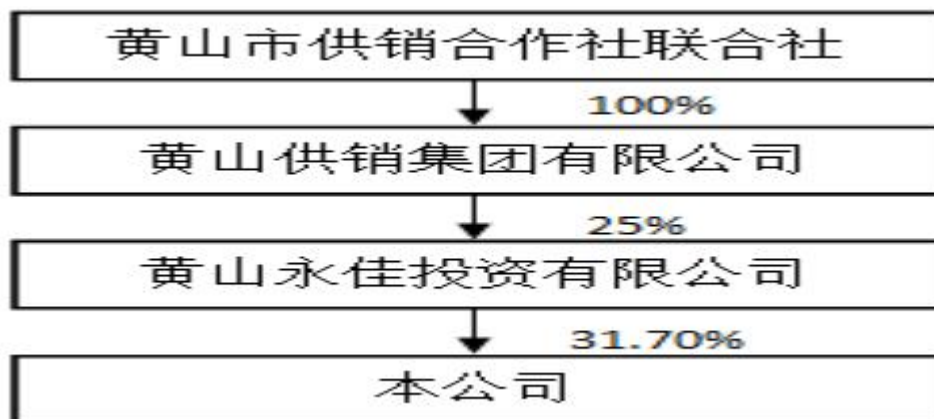 黄山市供销合作社联合社
100%
黄山供销集团有限公司
25%
黄山永佳投资有限公司
31.70%
本公司